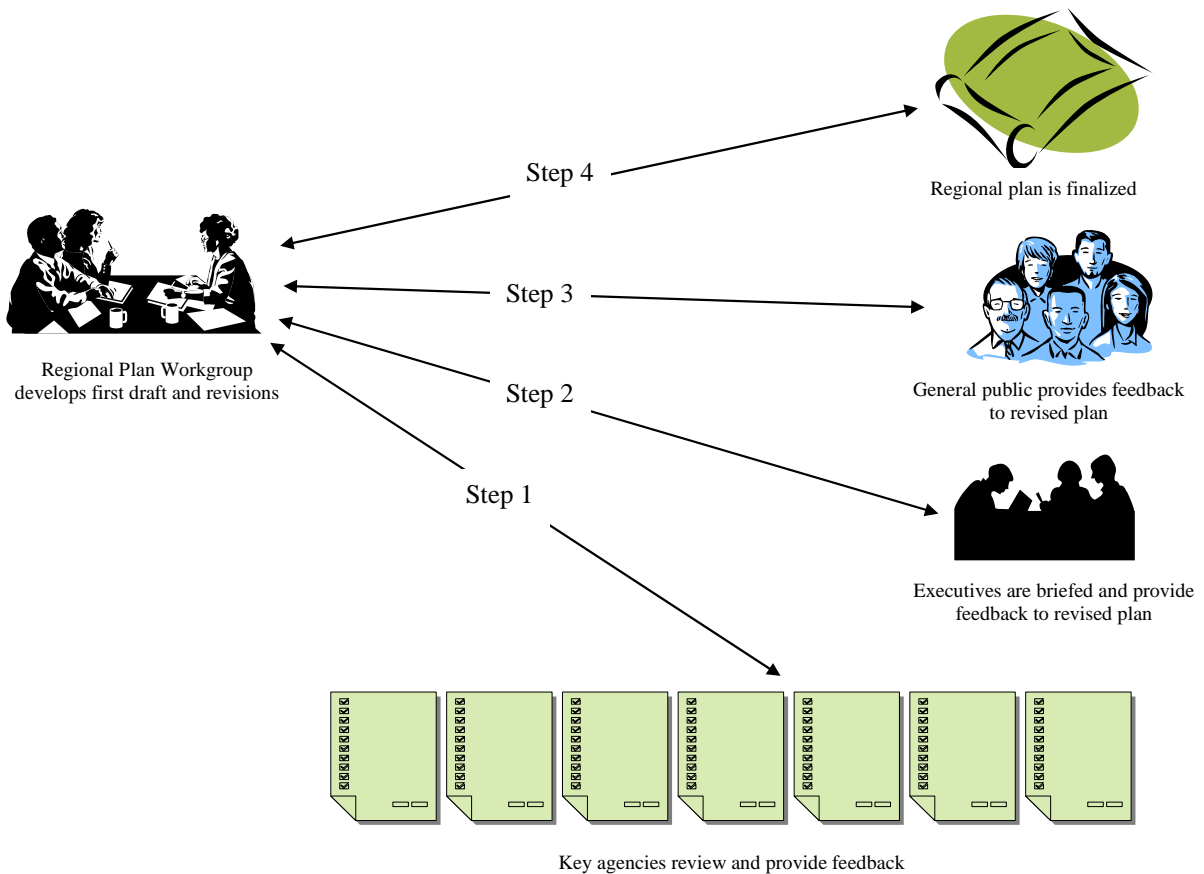 Step 4
Regional plan is finalized
Step 3
Regional Plan Workgroup
develops first draft and revisions
General public provides feedback
to revised plan
Step 2
Step 1
Executives are briefed and provide
feedback to revised plan
Key agencies review and provide feedback